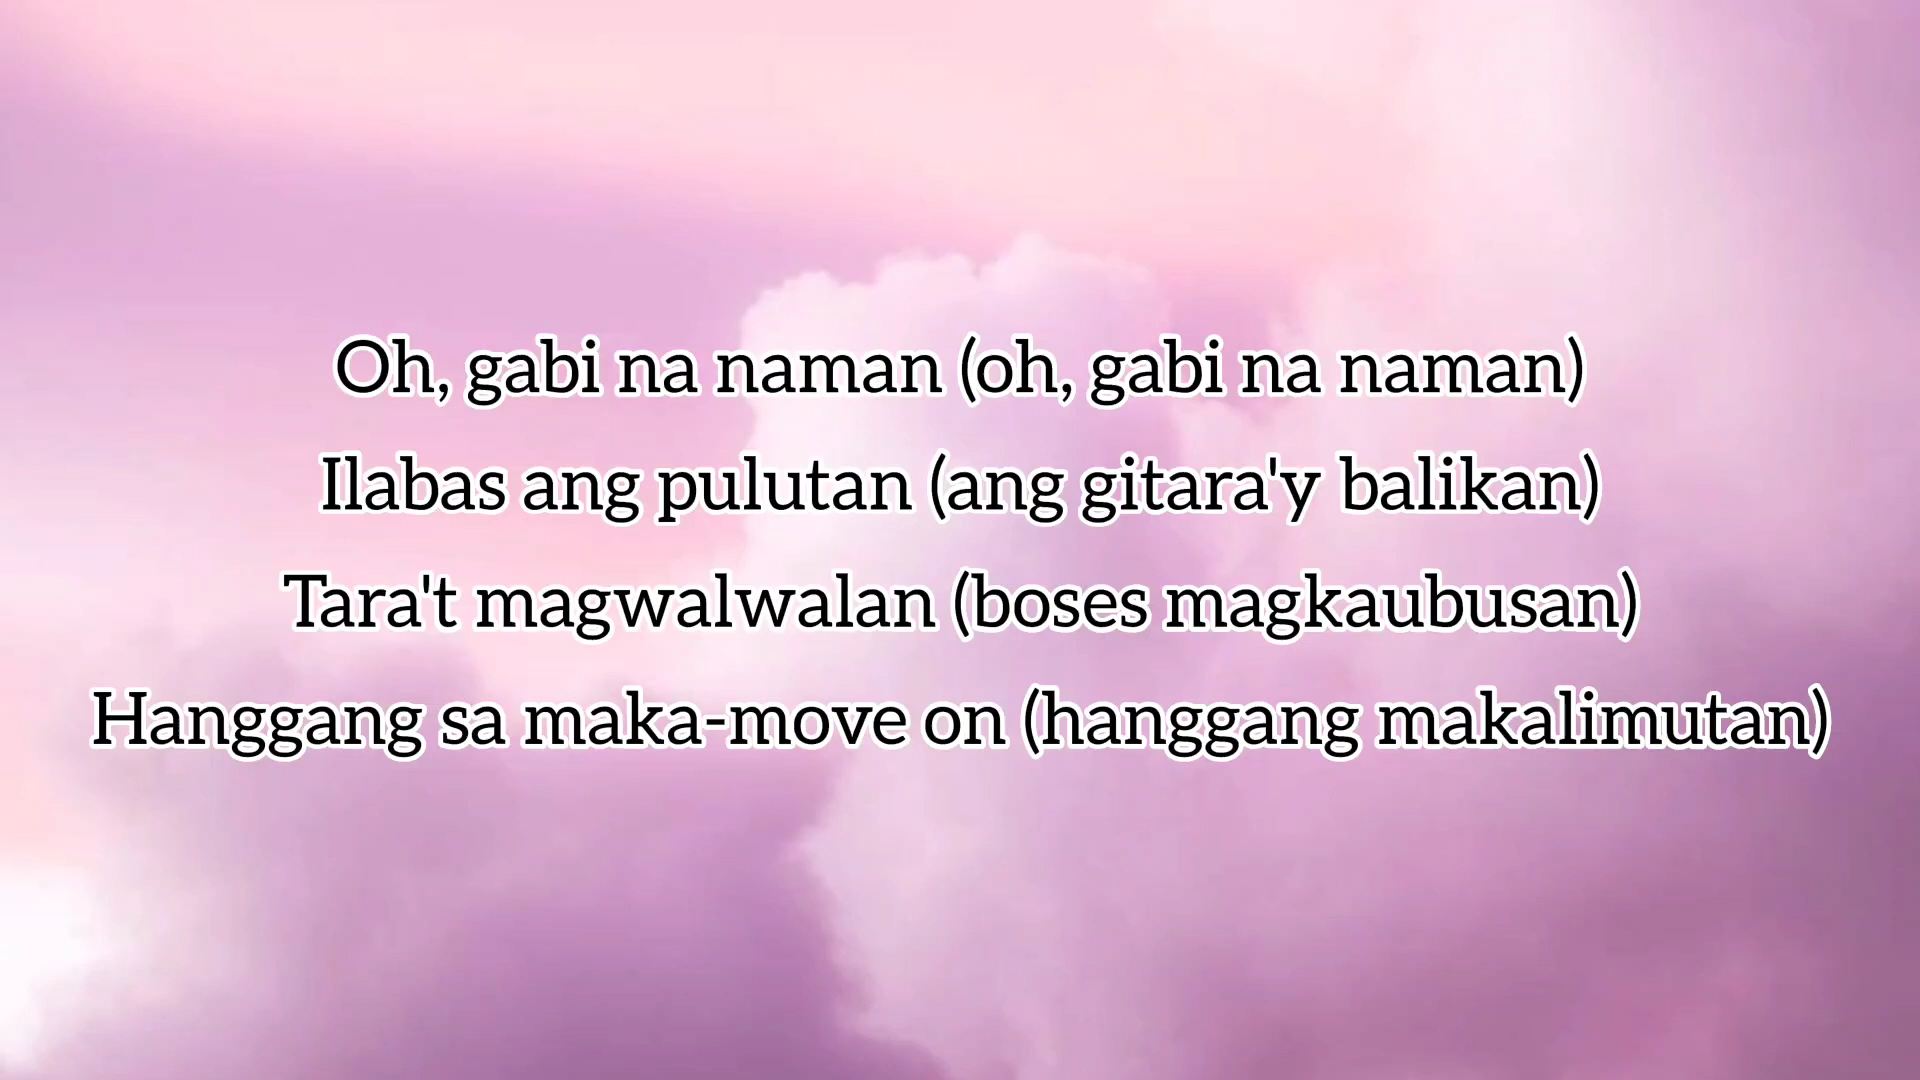 Oh, gabi na naman (oh, gabi na naman)
Ilabas ang pulutan (ang gitara'y balikan)
Tara't magwalwalan (boses magkaubusan)
Hanggang sa maka-move on (hanggang makalimutan)